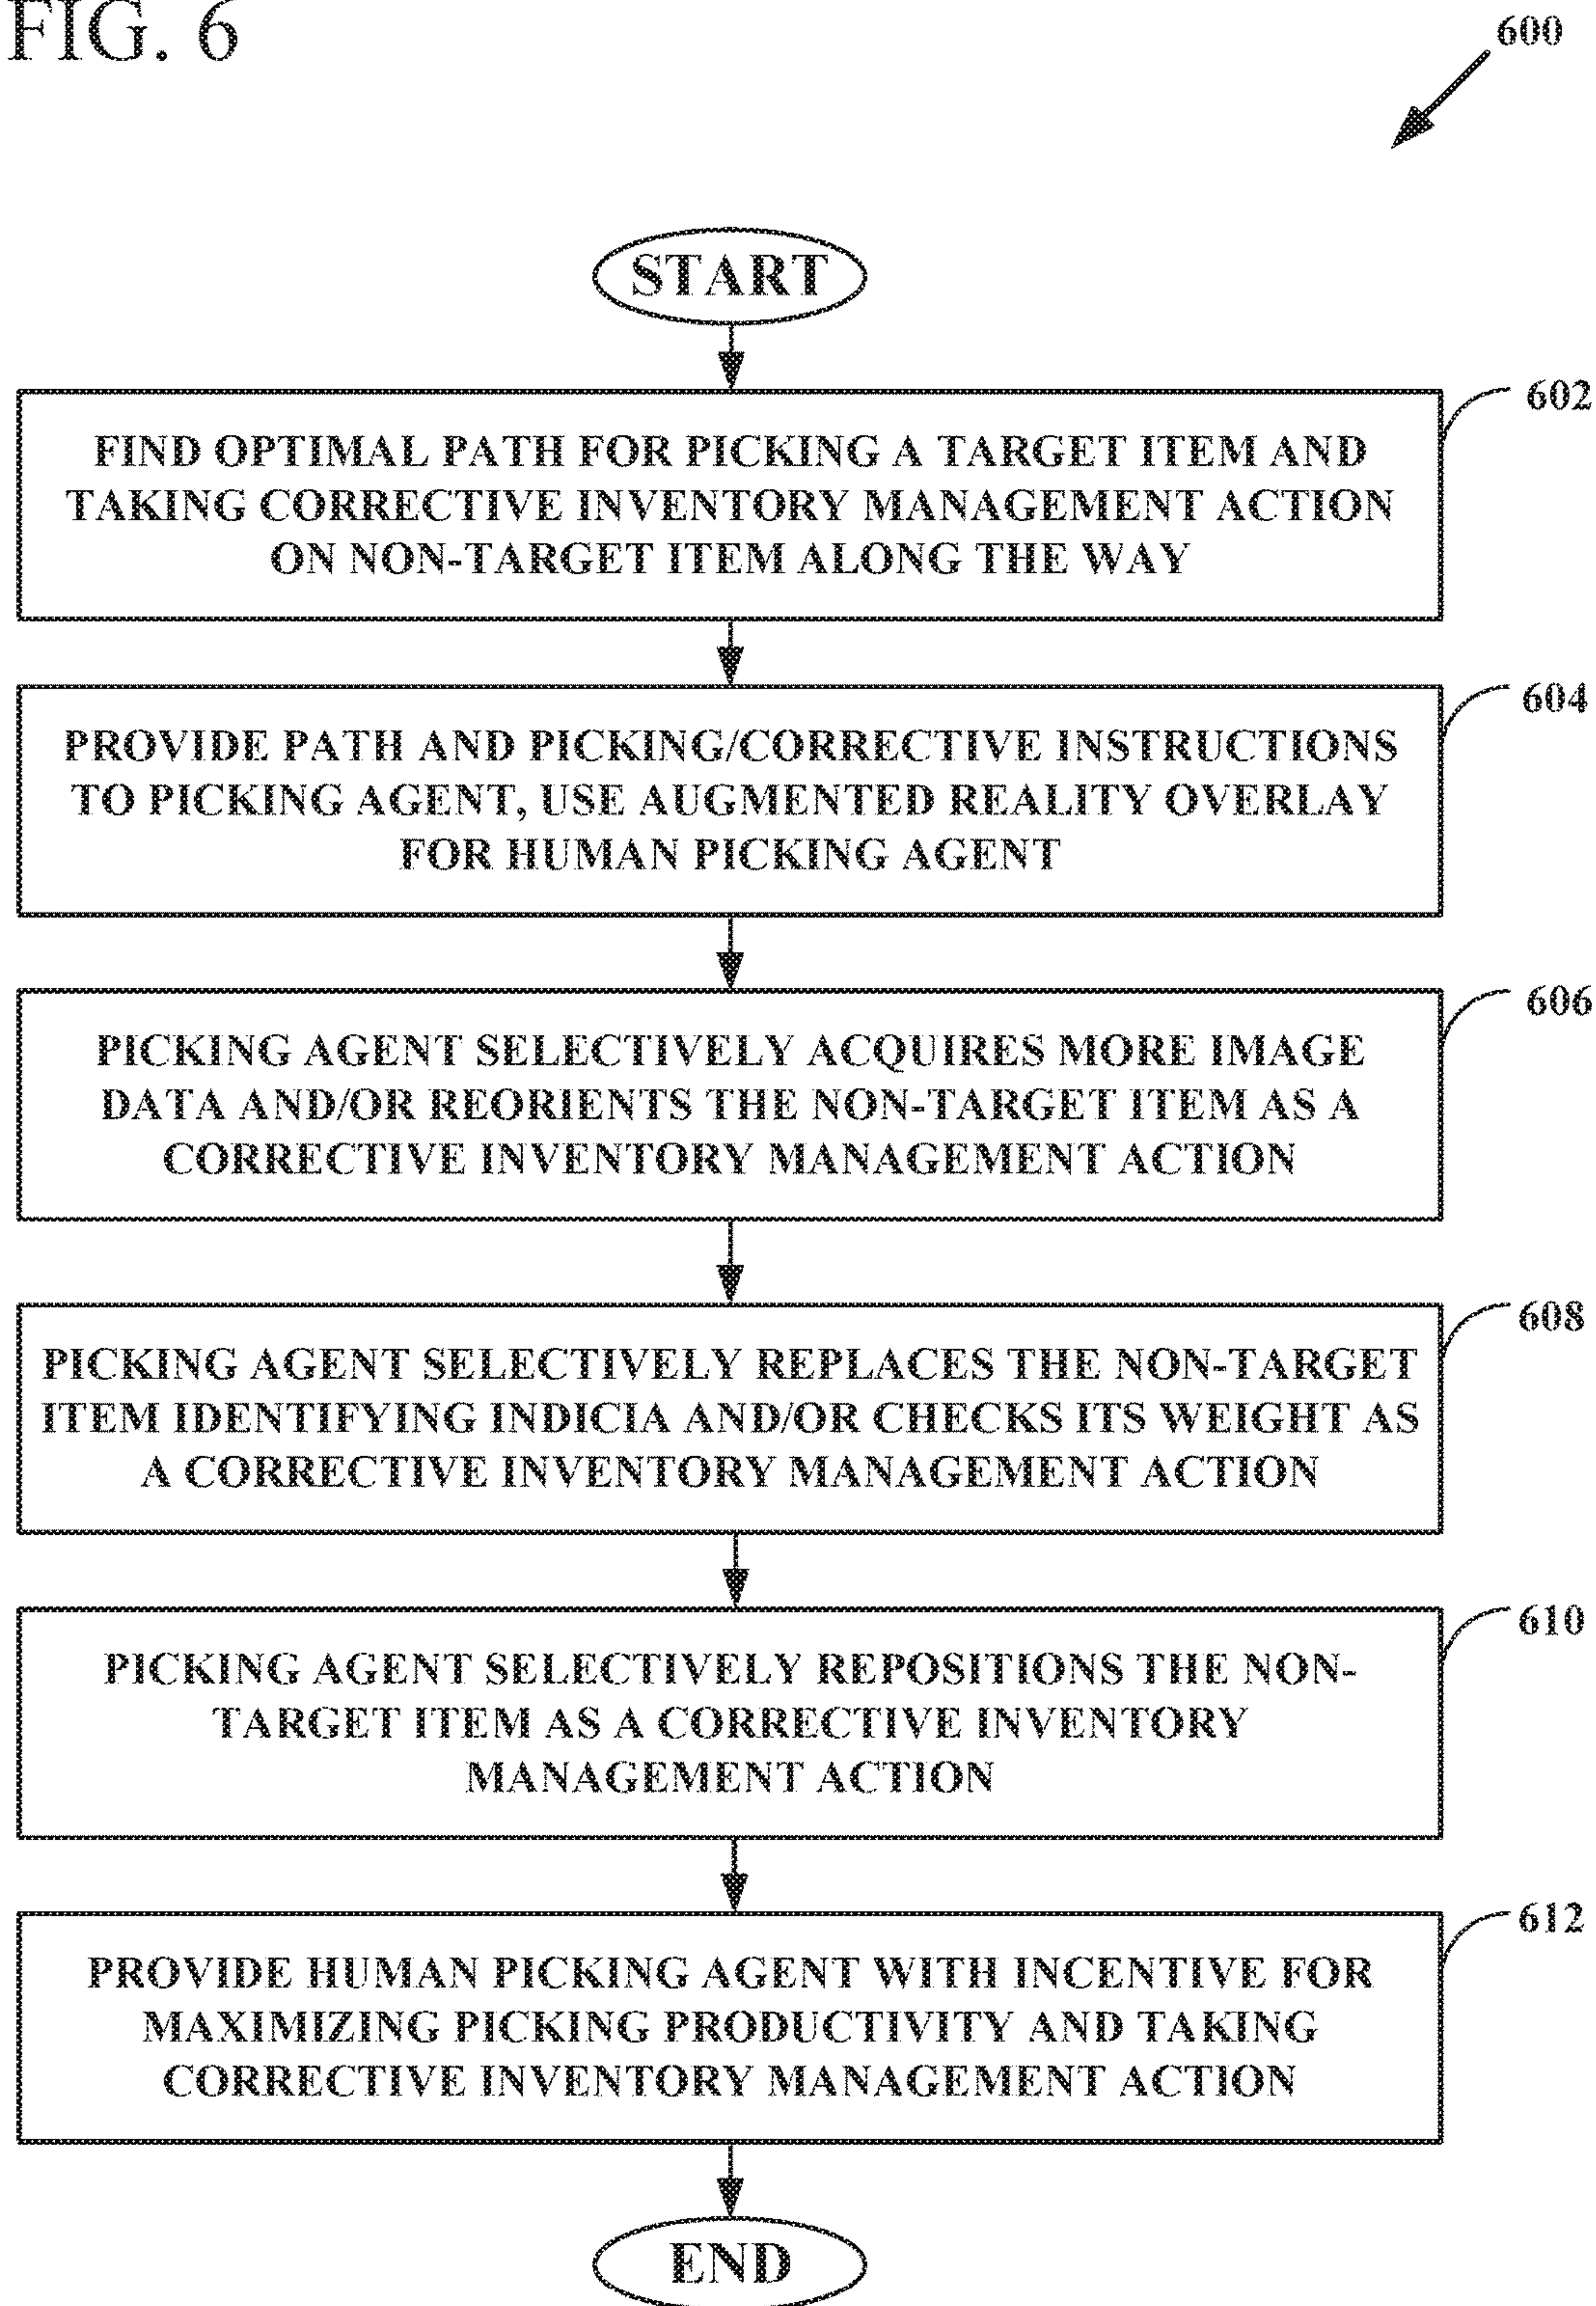 FIG. 6
600
START
602
FIND OPTIMAL PATH FOR PICKING A TARGET ITEM AND
TAKING CORRECTIVE INVENTORY MANAGEMENT ACTION
ON NON-TARGET ITEM ALONG THE WAY
604
PROVIDE PATH AND PICKING/CORRECTIVE INSTRUCTIONS
TO PICKING AGENT, USE AUGMENTED REALITY OVERLAY
FOR HUMAN PICKING AGENT
606
PICKING AGENT SELECTIVELY ACQUIRES MORE IMAGE
DATA AND/OR REORIENTS THE NON-TARGET ITEM AS A
CORRECTIVE INVENTORY MANAGEMENT ACTION
608
PICKING AGENT SELECTIVELY REPLACES THE NON-TARGET
ITEM IDENTIFYING INDICIA AND/OR CHECKS ITS WEIGHT AS
A CORRECTIVE INVENTORY MANAGEMENT ACTION
610
PICKING AGENT SELECTIVELY REPOSITIONS THE NON-
TARGET ITEM AS A CORRECTIVE INVENTORY
MANAGEMENT ACTION
612
PROVIDE HUMAN PICKING AGENT WITH INCENTIVE FOR
MAXIMIZING PICKING PRODUCTIVITY AND TAKING
CORRECTIVE INVENTORY MANAGEMENT ACTION
END